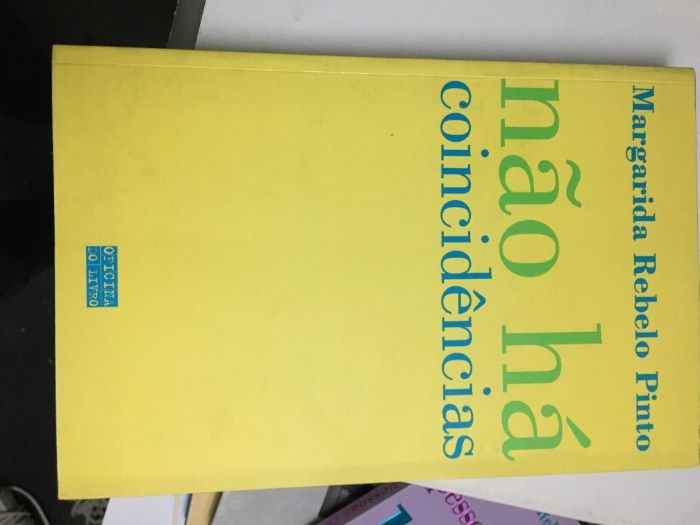 Margarida Rebelo Pinto
não há
coincidências
OFICINA
DO LIVRO